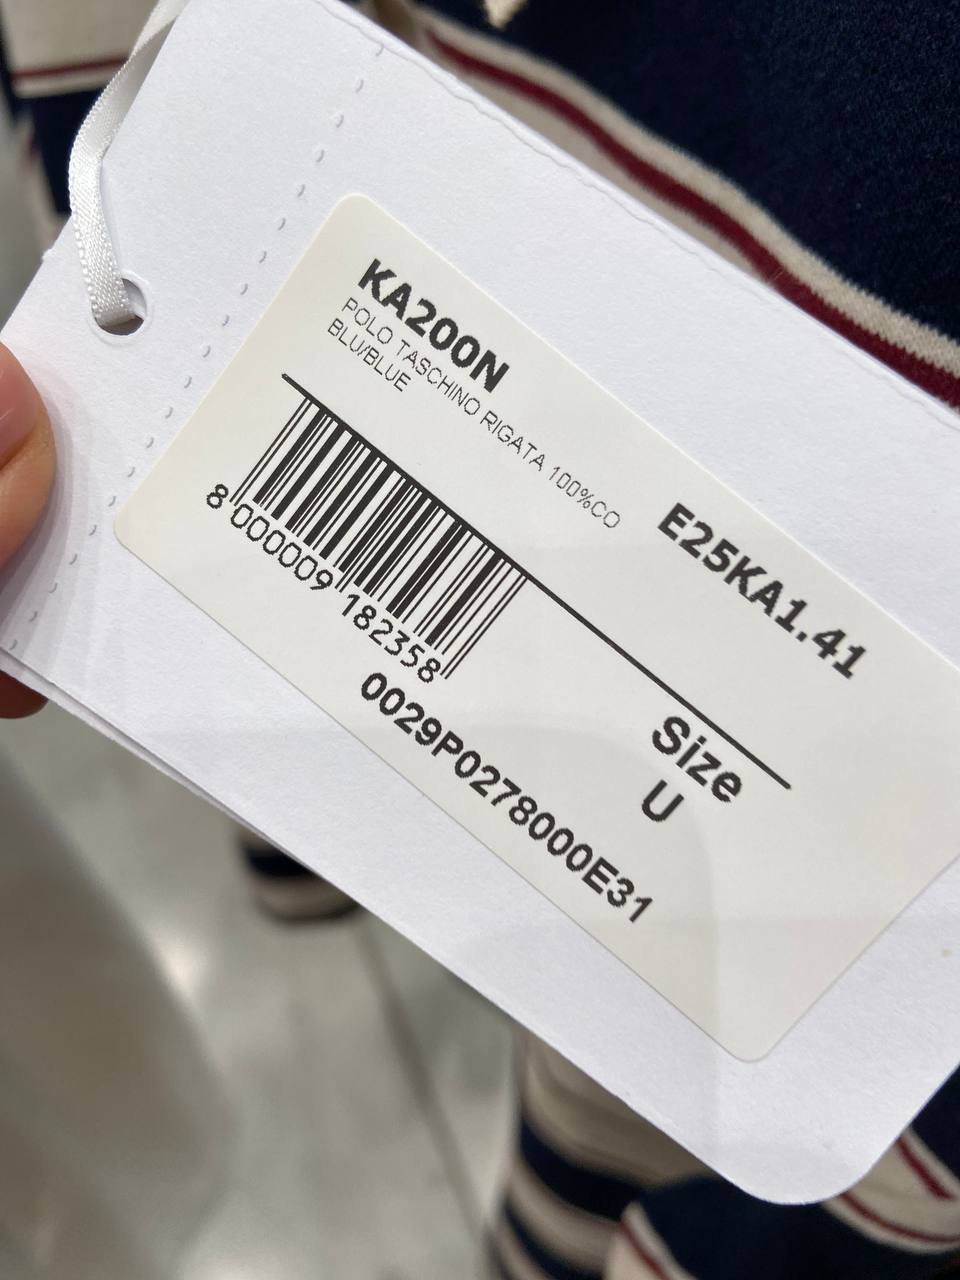 KA200N
POLO TASCHINO RIGATA 100%CO
BLU/BLUE
E25KA1.41
8 000009 182358
Size
U
0029P0278000E31